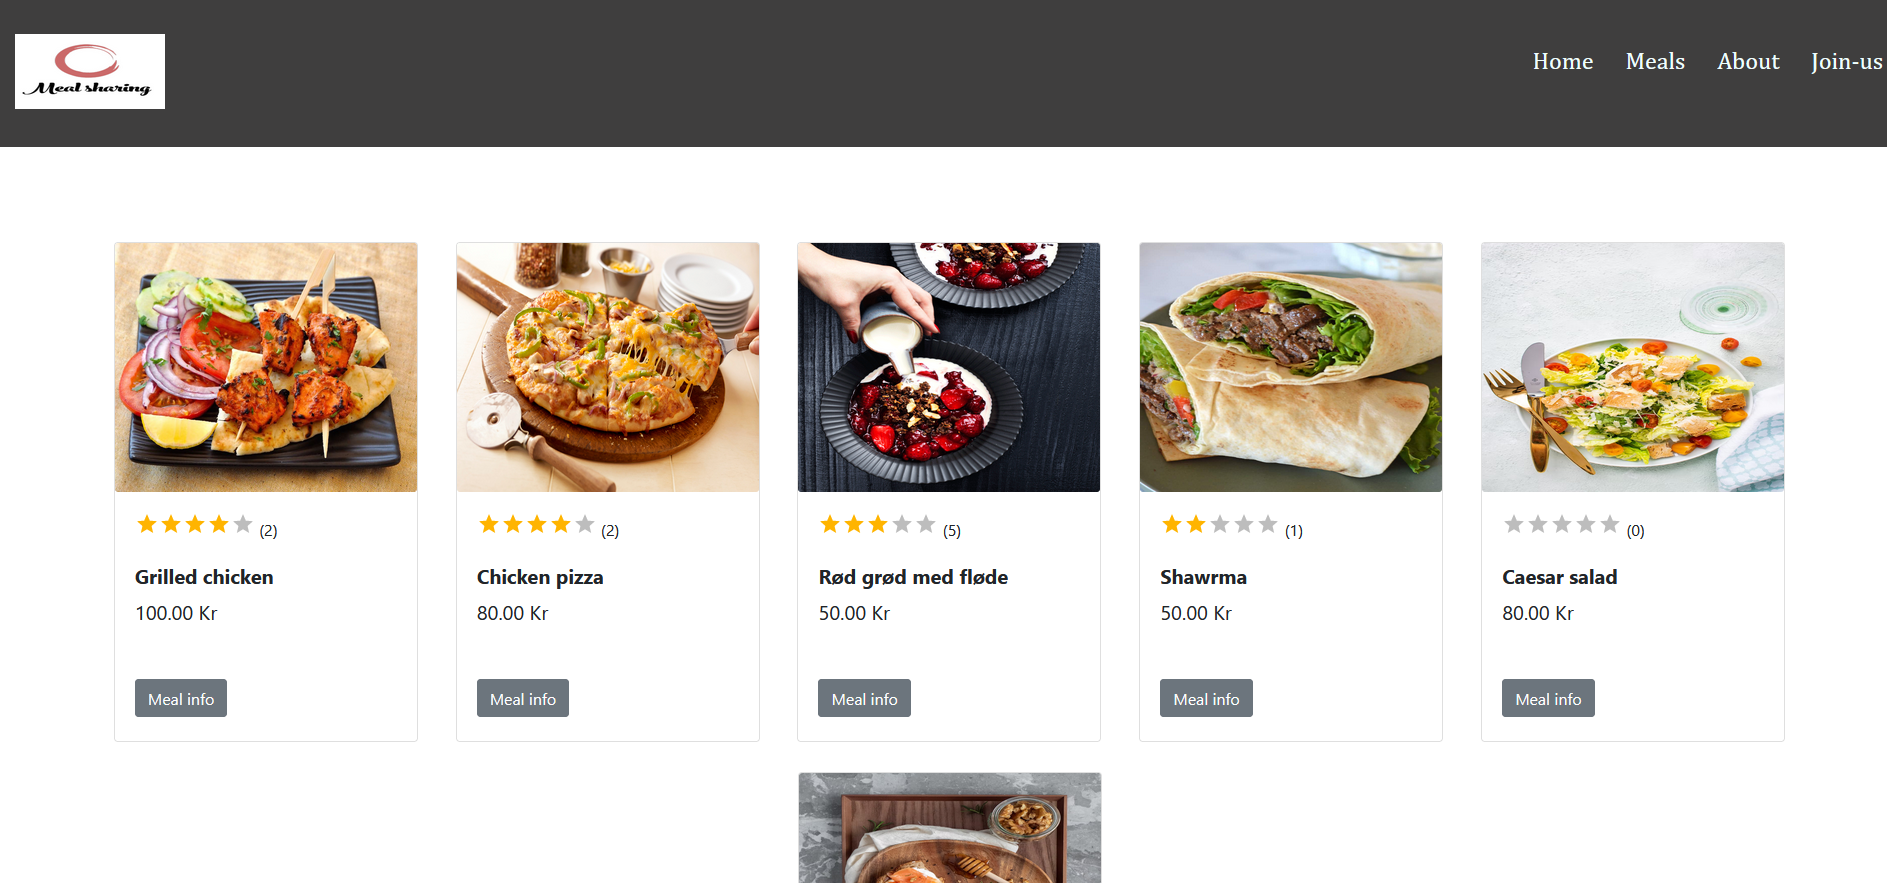 Meal sharing
Home Meals About Join-us
(2)
Grilled chicken
100.00 Kr
Meal info
(2)
Chicken pizza
80.00 Kr
Meal info
(5)
Rød grød med fløde
50.00 Kr
Meal info
(1)
Shawrma
50.00 Kr
Meal info
(0)
Caesar salad
80.00 Kr
Meal info